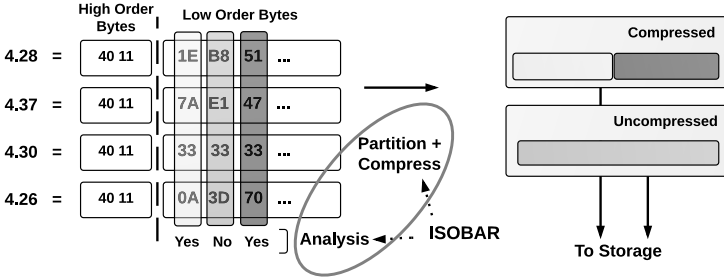 High Order
Bytes
Low Order Bytes
4.28 = 40 11 1E B8 51 ...
4.37 = 40 11 7A E1 47 ...
4.30 = 40 11 33 33 33 ...
4.26 = 40 11 0A 3D 70 ...
Yes No Yes
Analysis
Partition +
Compress
ISOBAR
Compressed
Uncompressed
To Storage